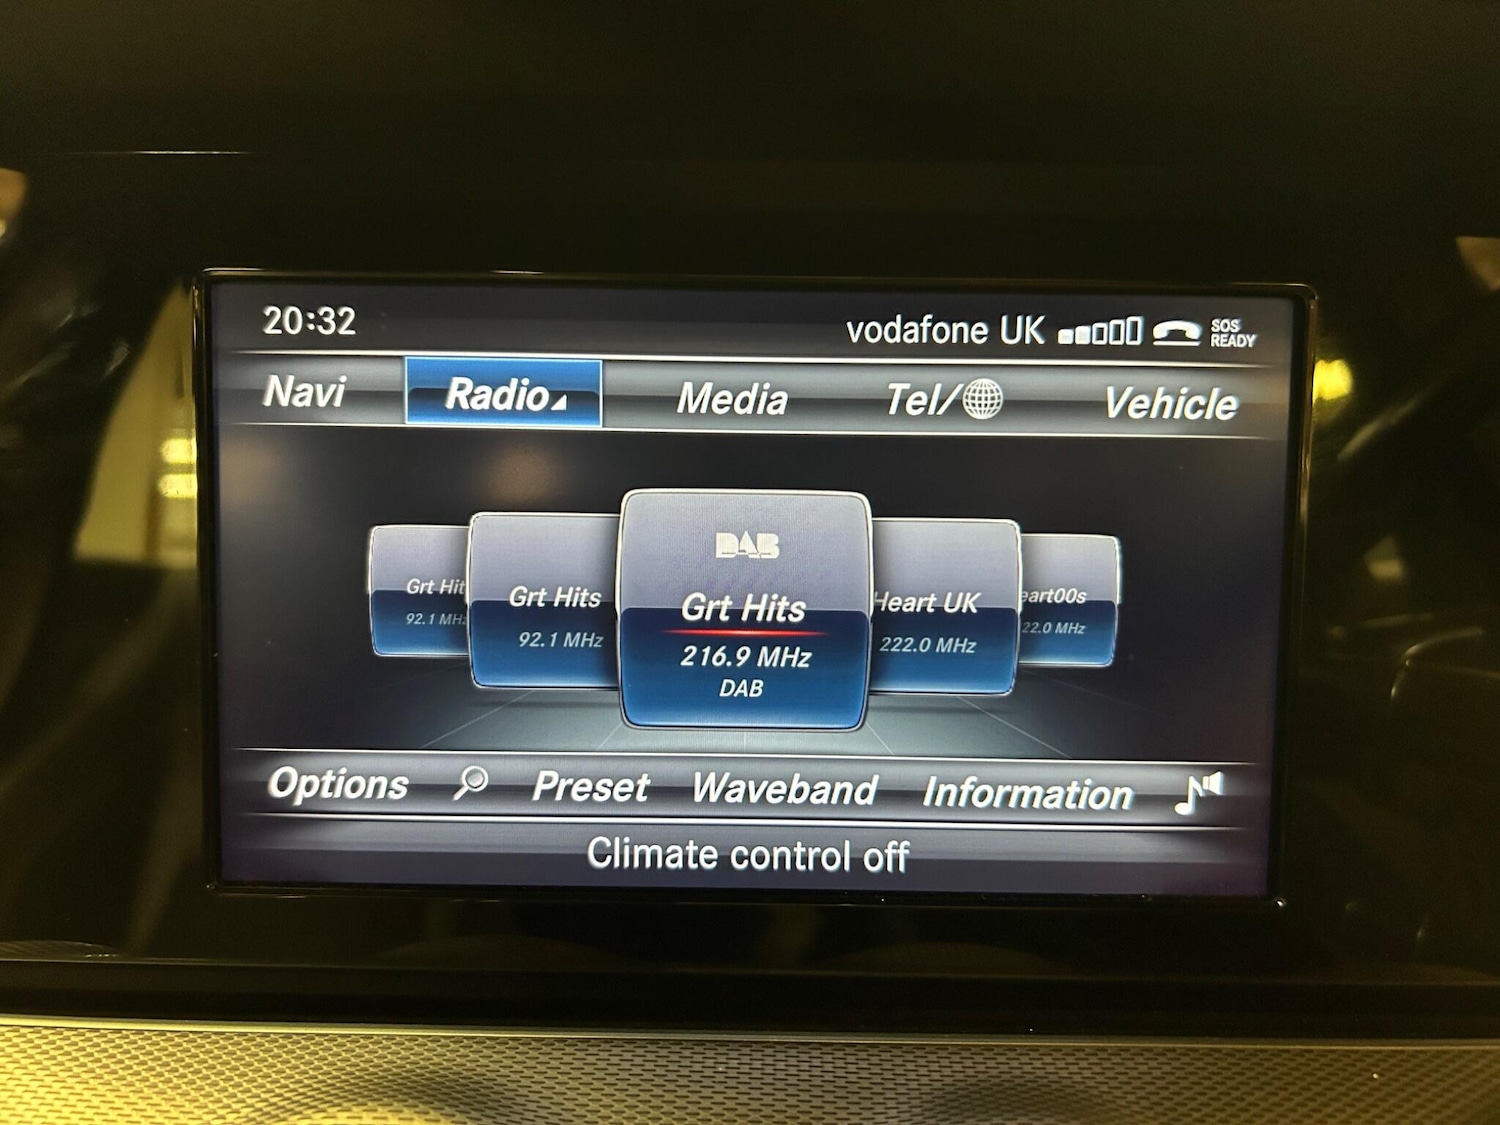 20:32
vodafone UK
SOS
READY
Navi
Radio
Media
Tel/
Vehicle
Grt Hit
92.1 MHz
Grt Hits
92.1 MHz
DAB
Grt Hits
216.9 MHz
DAB
Heart UK
222.0 MHz
eart00s
22.0 MHz
Options
Preset
Waveband
Information
Climate control off